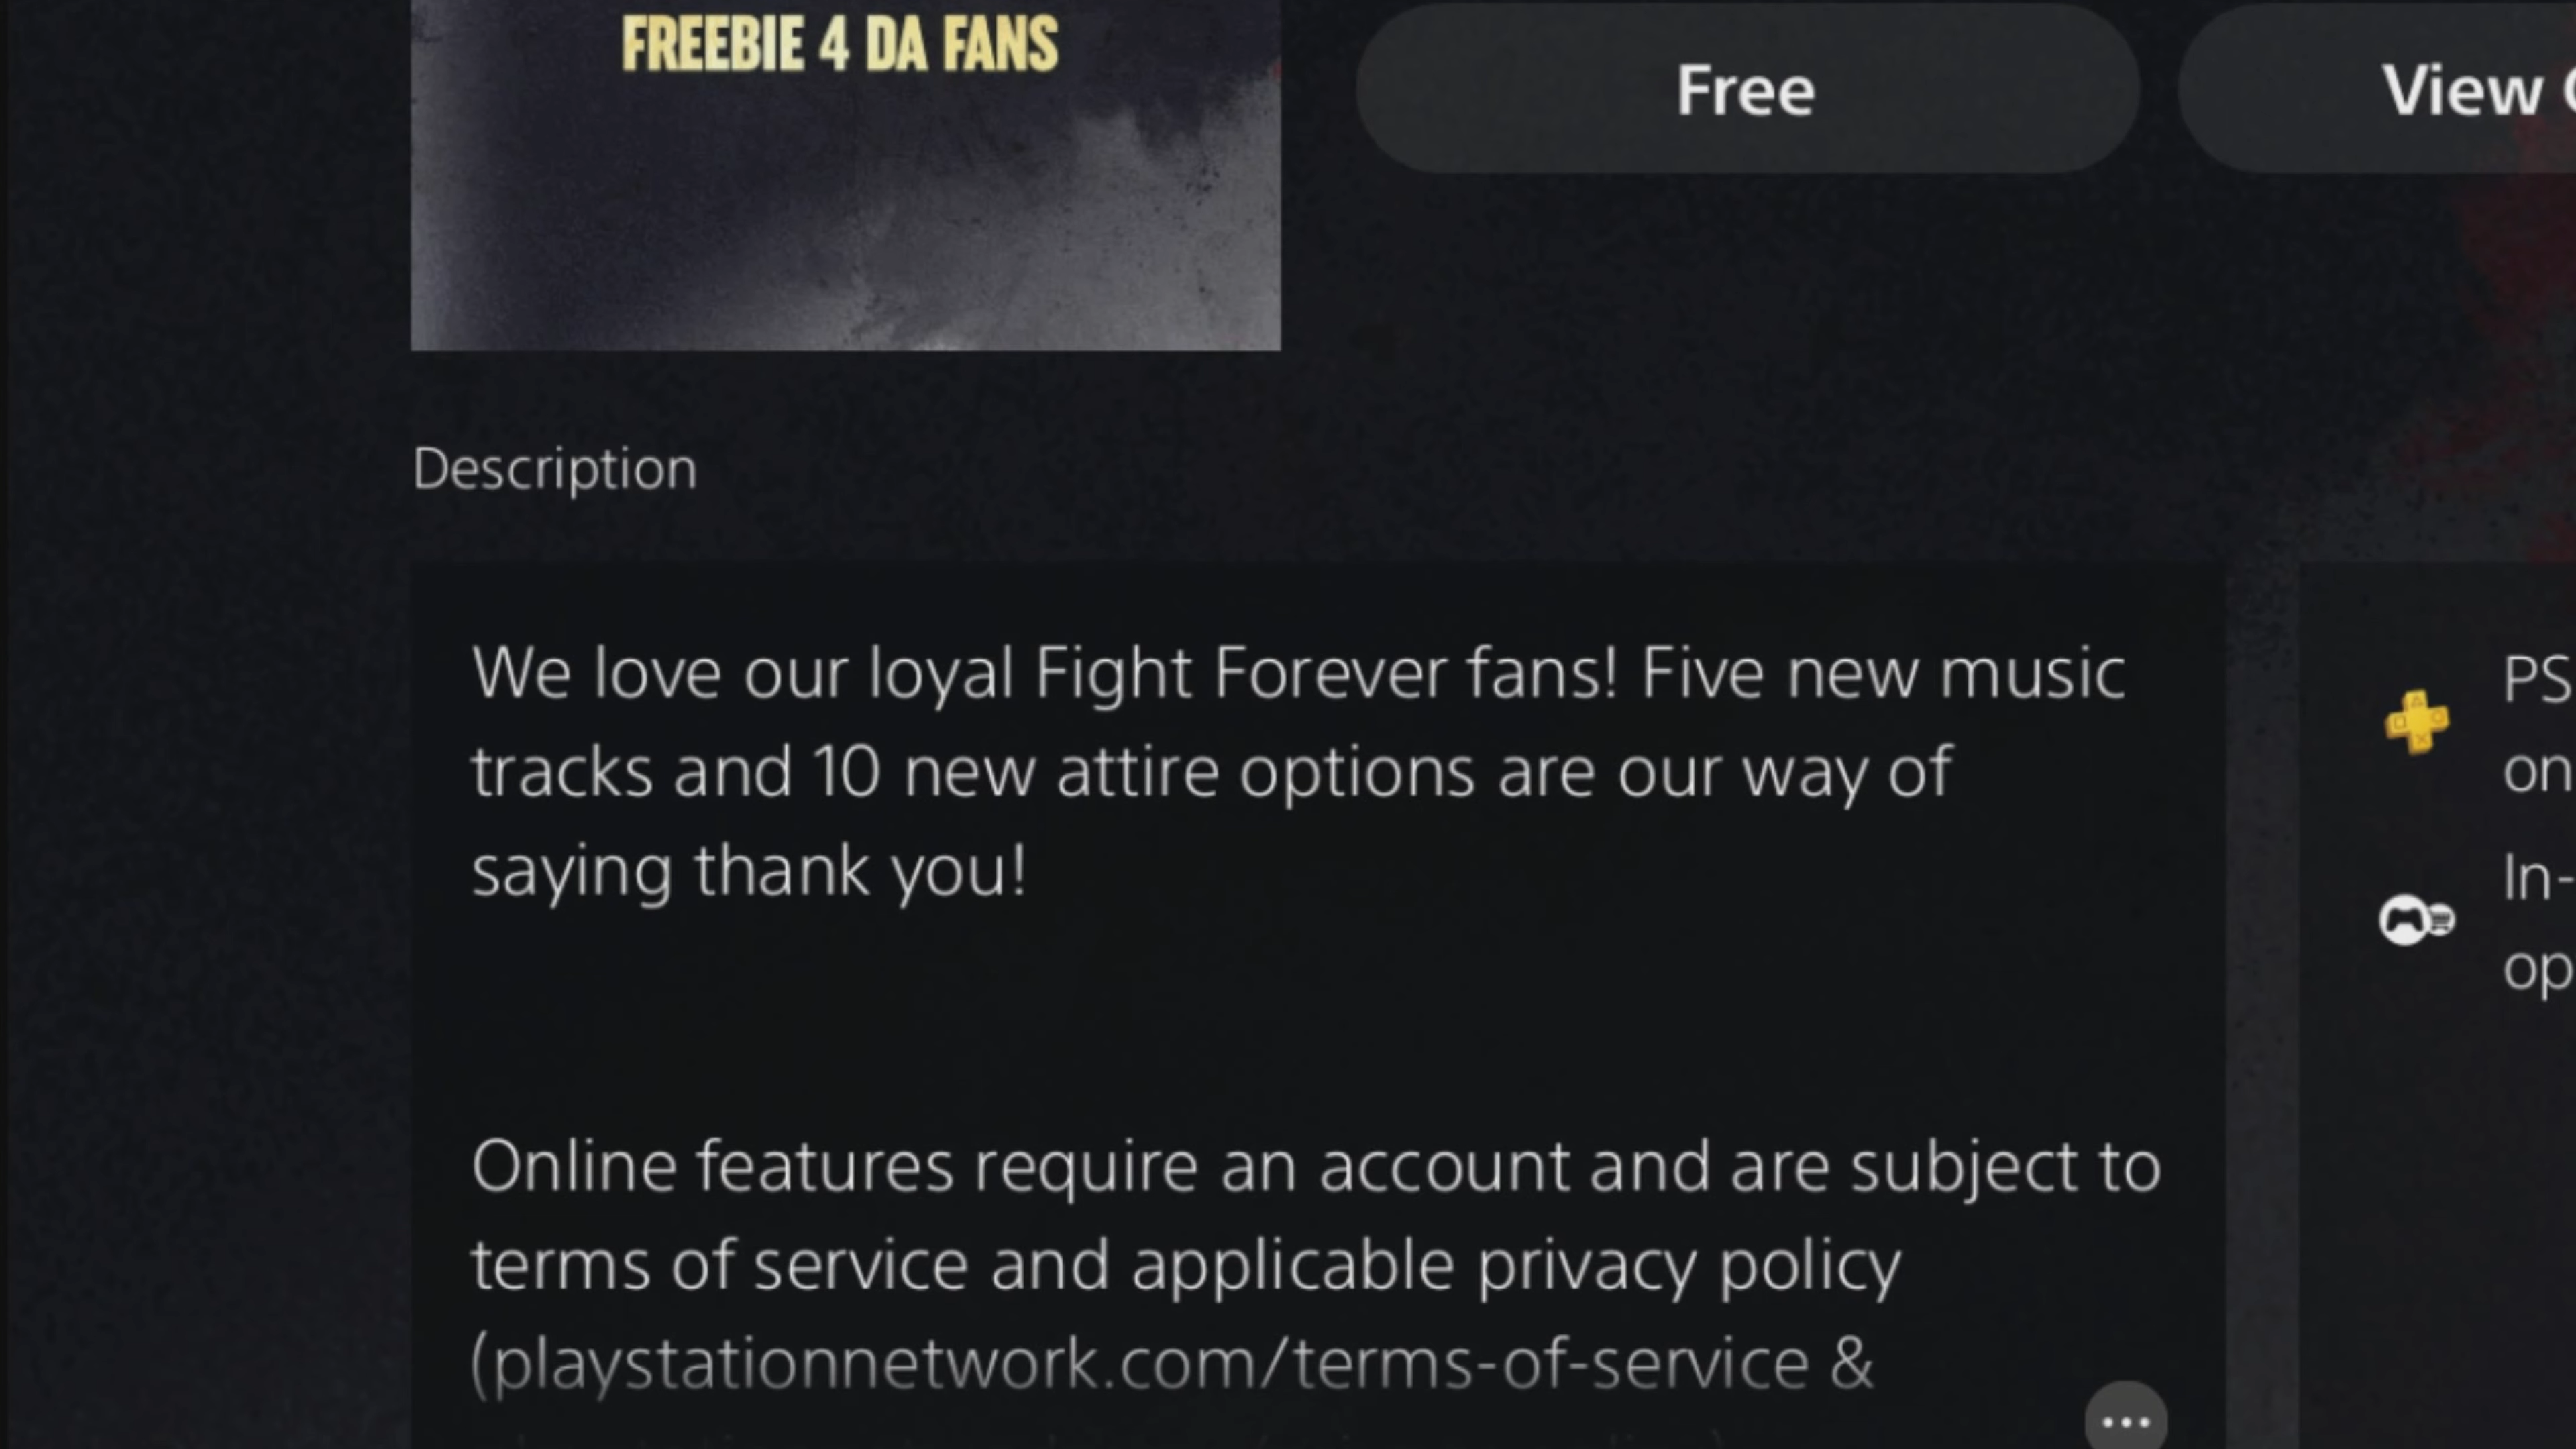 FREEBIE 4 DA FANS
Free
View
Description
We love our loyal Fight Forever fans! Five new music
tracks and 10 new attire options are our way of
saying thank you!
Online features require an account and are subject to
terms of service and applicable privacy policy
(playstationnetwork.com/terms-of-service &
PS
on
In-
op